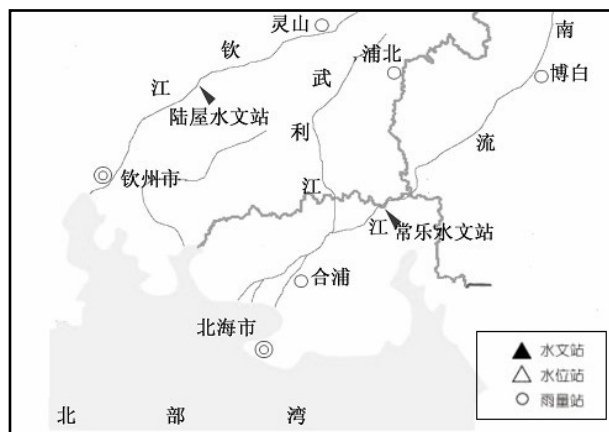 灵山
钦
江
陆屋水文站
钦州市
武
利
江
浦北
南
流
江
博白
常乐水文站
合浦
北海市
北部湾
水文站
水位站
雨量站